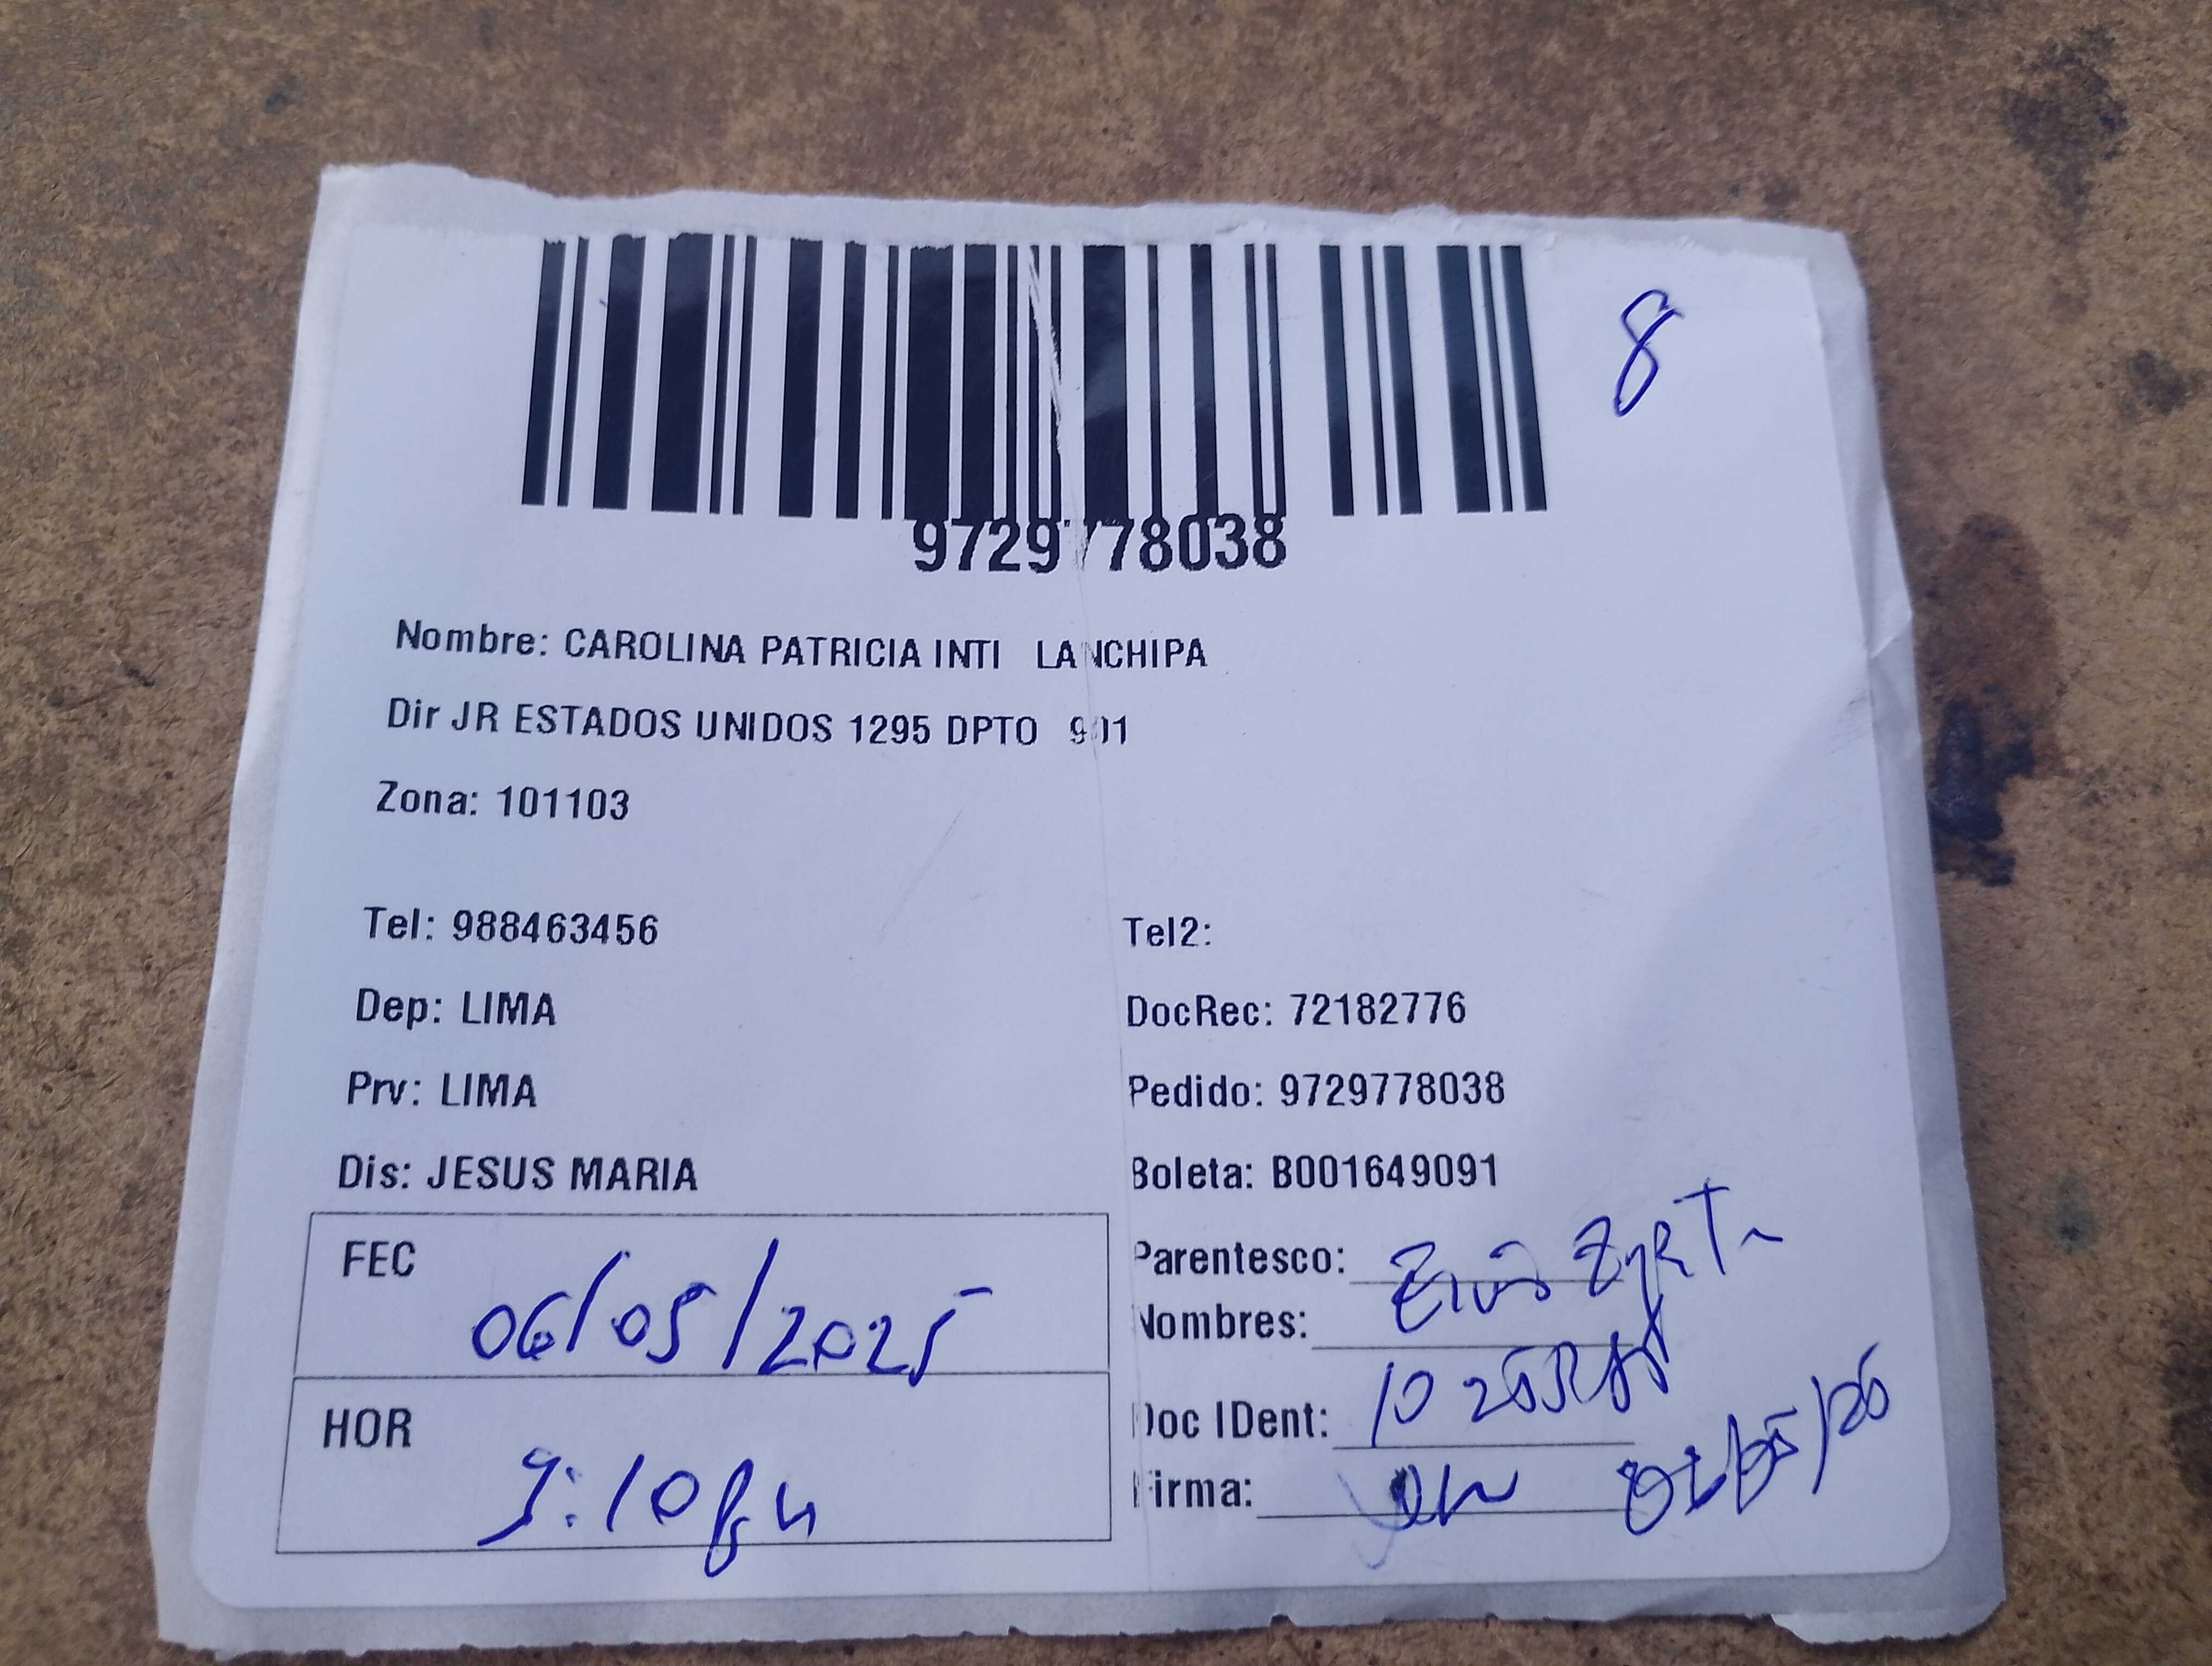 8
9729778038
Nombre: CAROLINA PATRICIA INTI LANCHIPA
Dir JR ESTADOS UNIDOS 1295 DPTO 901
Zona: 101103
Tel: 988463456
Tel2:
Dep: LIMA
DocRec: 72182776
Prv: LIMA
Pedido: 9729778038
Dis: JESUS MARIA
Boleta: B001649091
FEC 06/05/2025
Parentesco:
Nombres:
HOR
Doc IDent:
Firma: